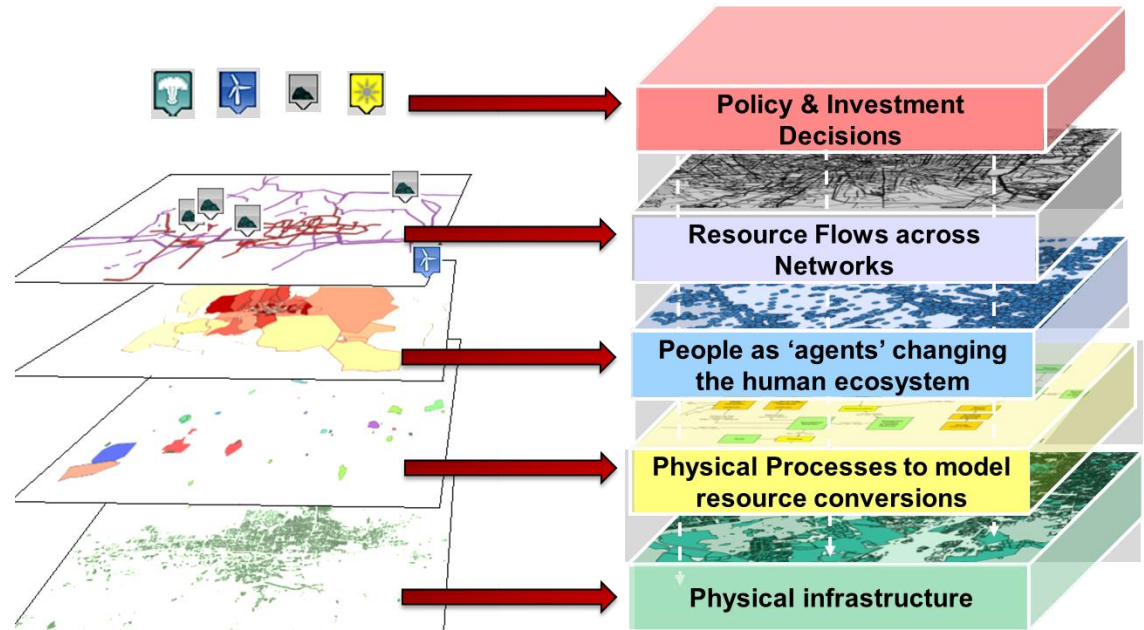 Policy & Investment
Decisions
Resource Flows across
Networks
People as ‘agents’ changing
the human ecosystem
Physical Processes to model
resource conversions
Physical infrastructure